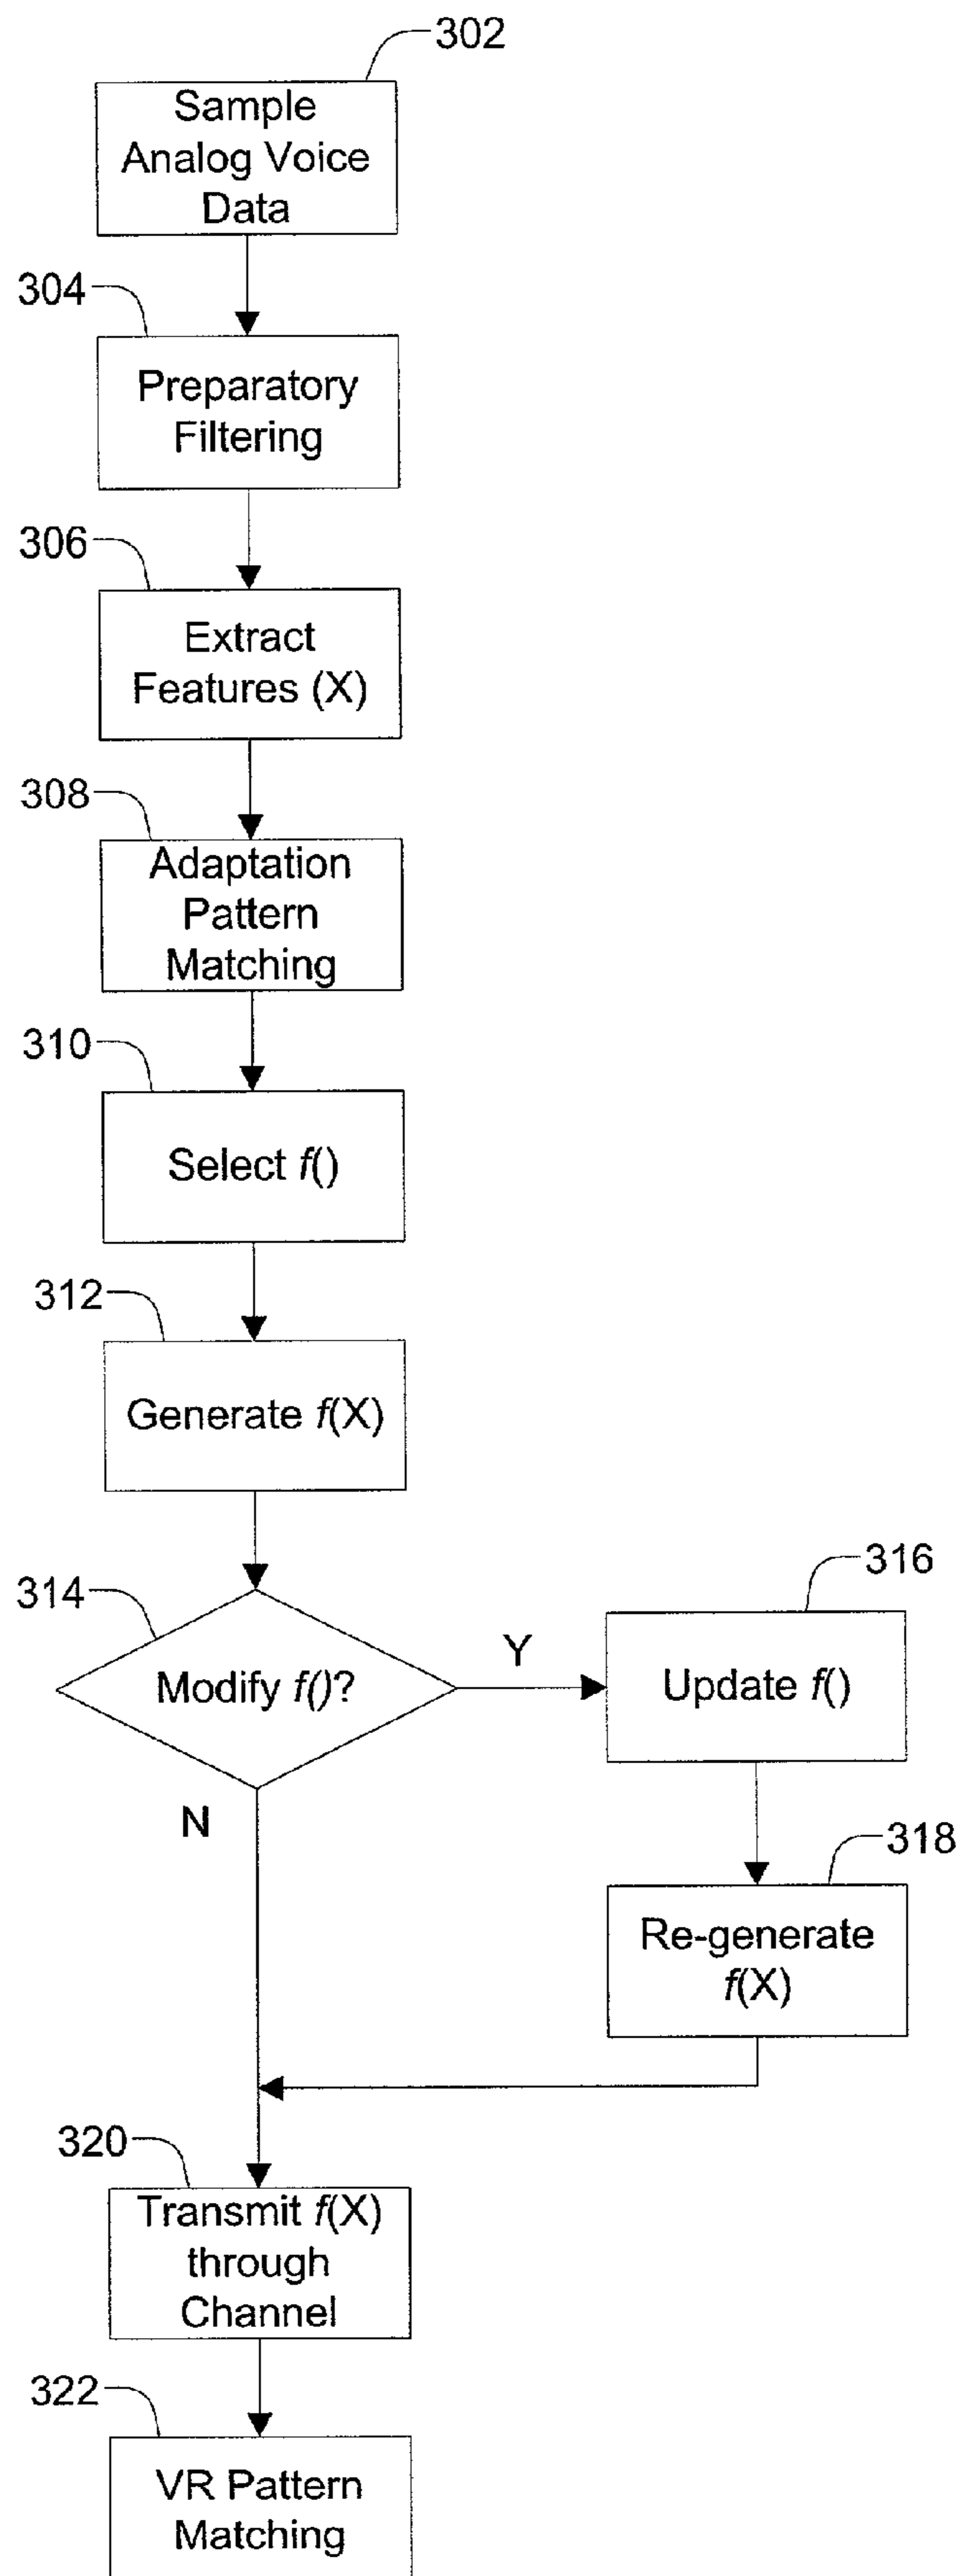 302
Sample
Analog Voice
Data
304
Preparatory
Filtering
306
Extract
Features (X)
308
Adaptation
Pattern
Matching
310
Select f()
312
Generate f(X)
314
Modify f()?
Y
316
Update f()
N
318
Re-generate
f(X)
320
Transmit f(X)
through
Channel
322
VR Pattern
Matching